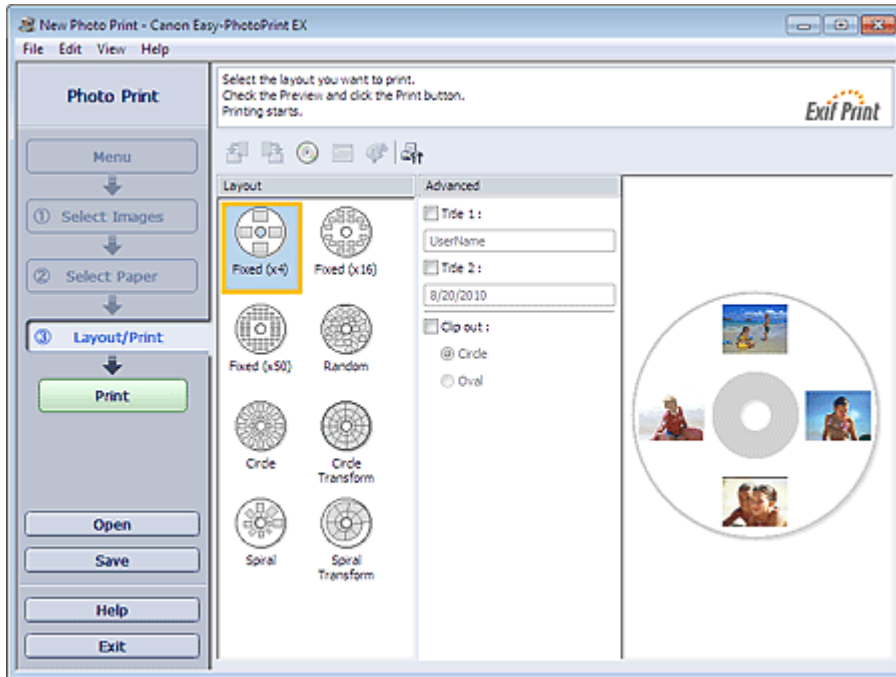 New Photo Print - Canon Easy-PhotoPrint EX
File Edit View Help
Photo Print
Select the layout you want to print.
Check the Preview and click the Print button.
Printing starts.
Exif Print
Menu
① Select Images
② Select Paper
③ Layout/Print
Print
Open
Save
Help
Exit
Layout
Fixed (x4)
Fixed (x16)
Fixed (x50)
Random
Circle
Circle
Transform
Spiral
Spiral
Transform
Advanced
Title 1 :
UserName
Title 2 :
8/20/2010
Clip out :
Circle
Oval